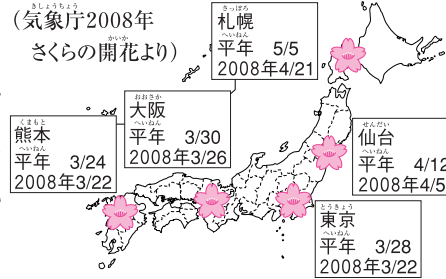 （気象庁2008年
さくらの開花より）
札幌
平年 5/5
2008年4/21
大阪
平年 3/30
2008年3/26
熊本
平年 3/24
2008年3/22
仙台
平年 4/12
2008年4/5
東京
平年 3/28
2008年3/22